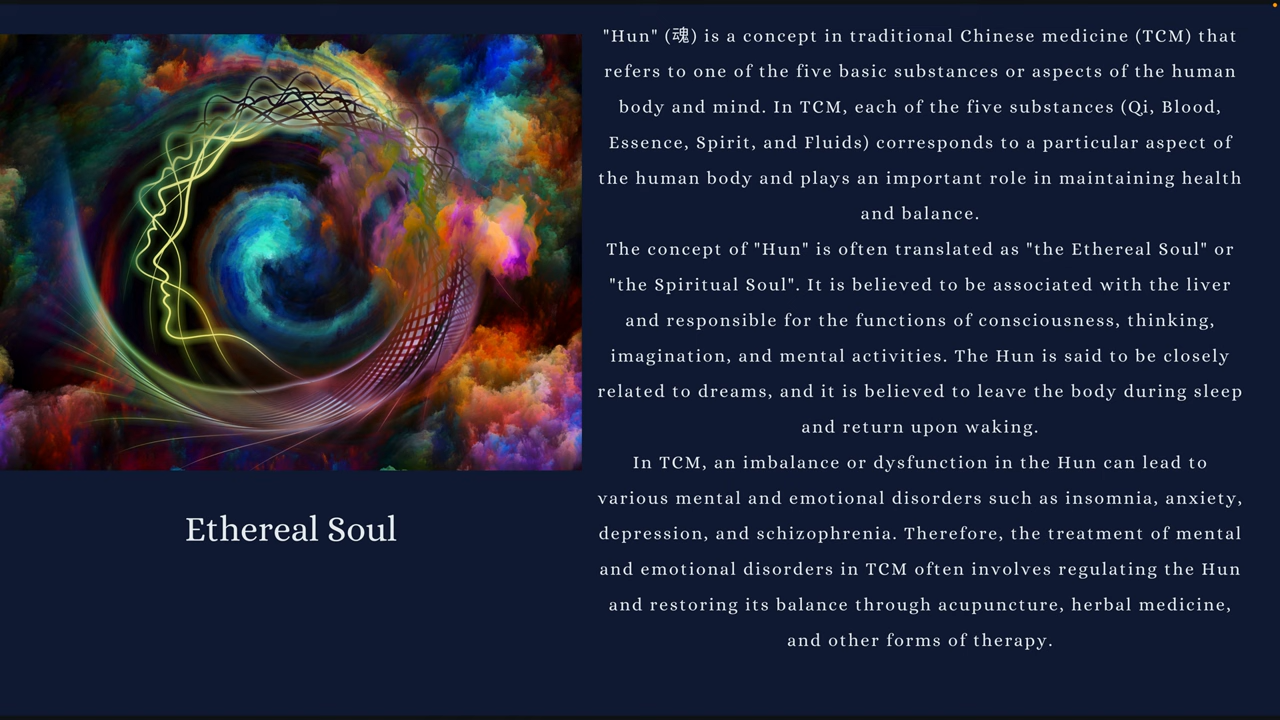 "Hun" (魂) is a concept in traditional Chinese medicine (TCM) that
refers to one of the five basic substances or aspects of the human
body and mind. In TCM, each of the five substances (Qi, Blood,
Essence, Spirit, and Fluids) corresponds to a particular aspect of
the human body and plays an important role in maintaining health
and balance.
The concept of "Hun" is often translated as "the Ethereal Soul" or
"the Spiritual Soul". It is believed to be associated with the liver
and responsible for the functions of consciousness, thinking,
imagination, and mental activities. The Hun is said to be closely
related to dreams, and it is believed to leave the body during sleep
and return upon waking.
In TCM, an imbalance or dysfunction in the Hun can lead to
various mental and emotional disorders such as insomnia, anxiety,
depression, and schizophrenia. Therefore, the treatment of mental
and emotional disorders in TCM often involves regulating the Hun
and restoring its balance through acupuncture, herbal medicine,
and other forms of therapy.
Ethereal Soul